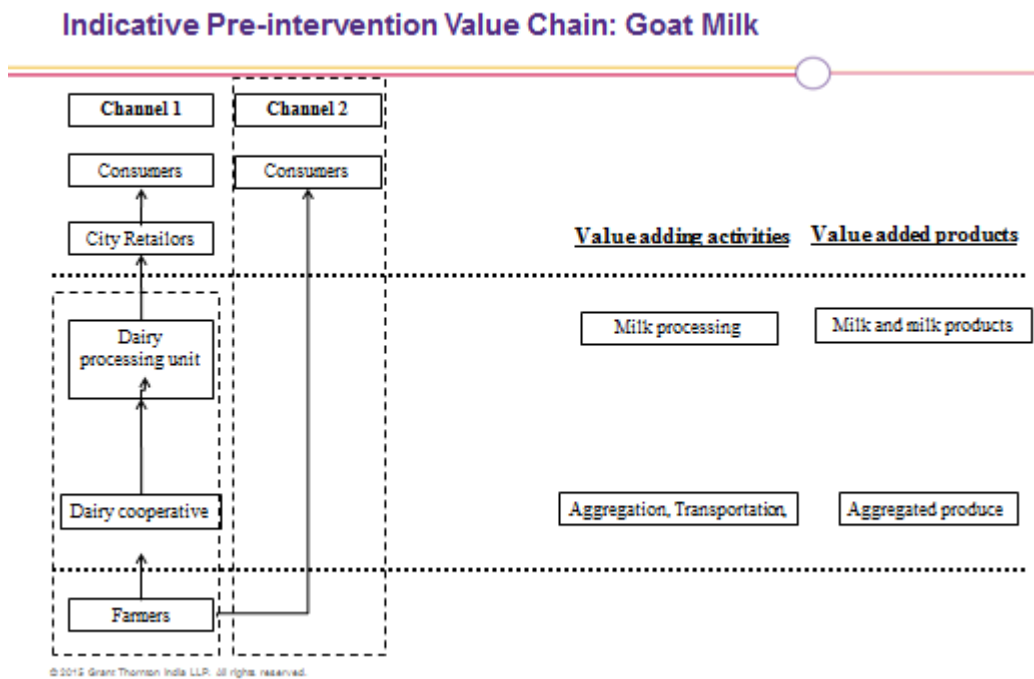 Indicative Pre-intervention Value Chain: Goat Milk
Channel 1
Channel 2
Consumers
Consumers
City Retailors
Value adding activities
Value added products
Dairy
processing unit
Milk processing
Milk and milk products
Dairy cooperative
Aggregation, Transportation,
Aggregated produce
Farmers
© 2015 Grant Thornton India LLP. All rights reserved.